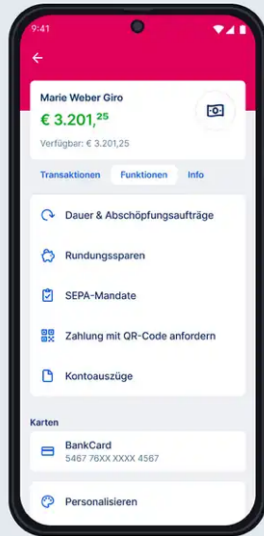 9:41
Marie Weber Giro
€ 3.201,²⁵
Verfügbar: € 3.201,25
Transaktionen Funktionen Info
Dauer & Abschöpfungsaufträge
Rundungssparen
SEPA-Mandate
Zahlung mit QR-Code anfordern
Kontoauszüge
Karten
BankCard
5467 76XX XXXX 4567
Personalisieren